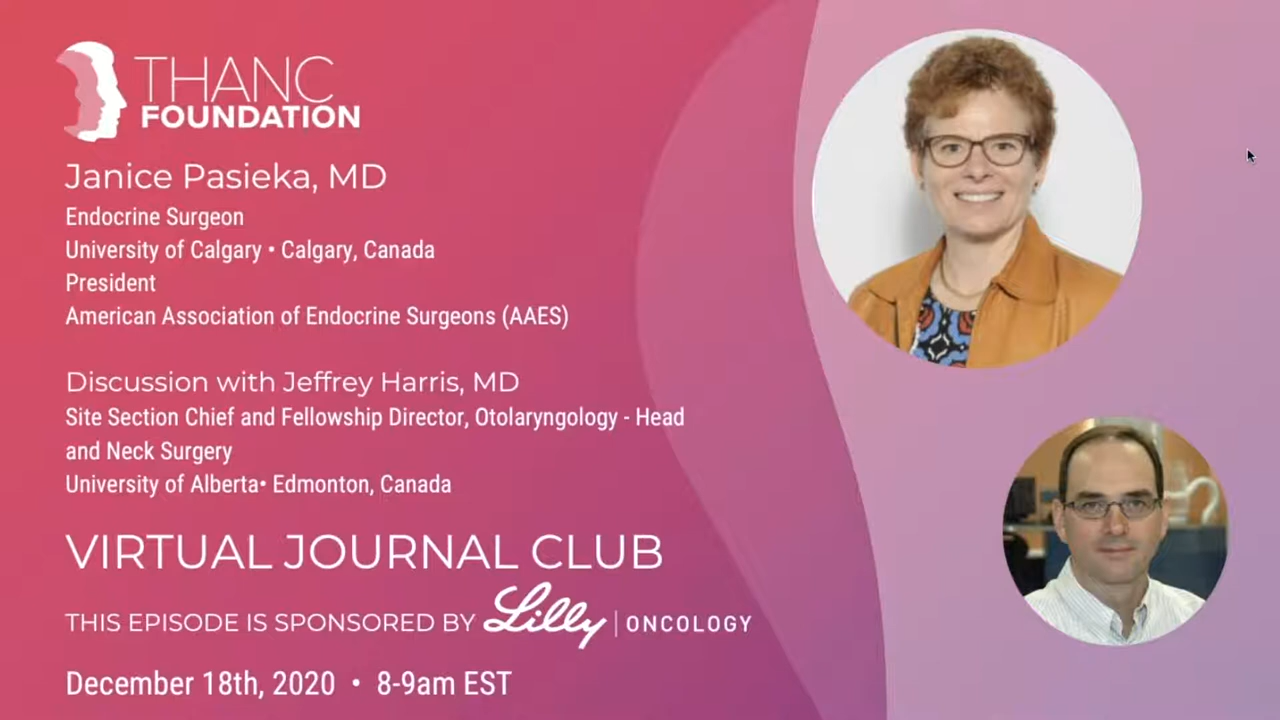 THANC
FOUNDATION
Janice Pasieka, MD
Endocrine Surgeon
University of Calgary • Calgary, Canada
President
American Association of Endocrine Surgeons (AAES)
Discussion with Jeffrey Harris, MD
Site Section Chief and Fellowship Director, Otolaryngology - Head
and Neck Surgery
University of Alberta• Edmonton, Canada
VIRTUAL JOURNAL CLUB
THIS EPISODE IS SPONSORED BY Lilly | ONCOLOGY
December 18th, 2020 • 8-9am EST